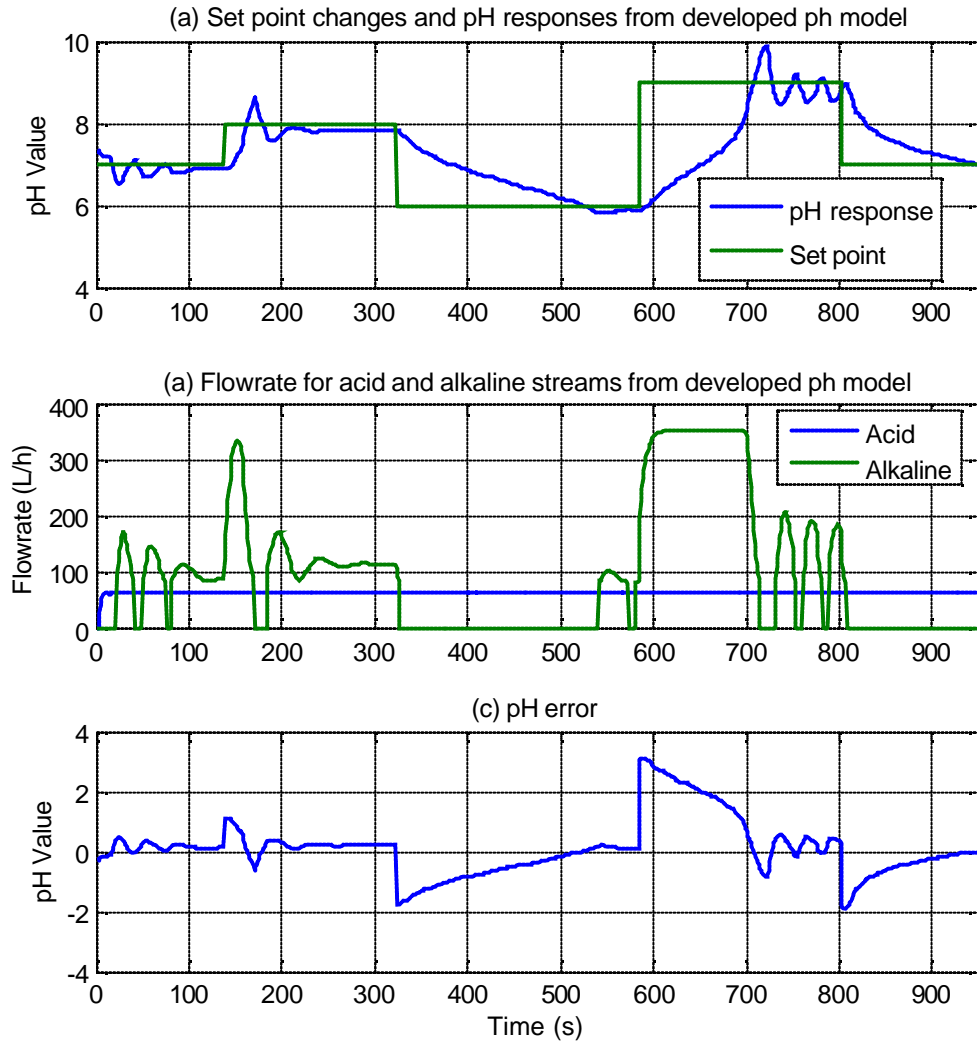 (a) Set point changes and pH responses from developed ph model
10
8
6
4
pH Value
pH response
Set point
0 100 200 300 400 500 600 700 800 900
(a) Flowrate for acid and alkaline streams from developed ph model
400
300
200
100
0
Flowrate (L/h)
Acid
Alkaline
0 100 200 300 400 500 600 700 800 900
(c) pH error
4
2
0
-2
-4
pH Value
0 100 200 300 400 500 600 700 800 900
Time (s)